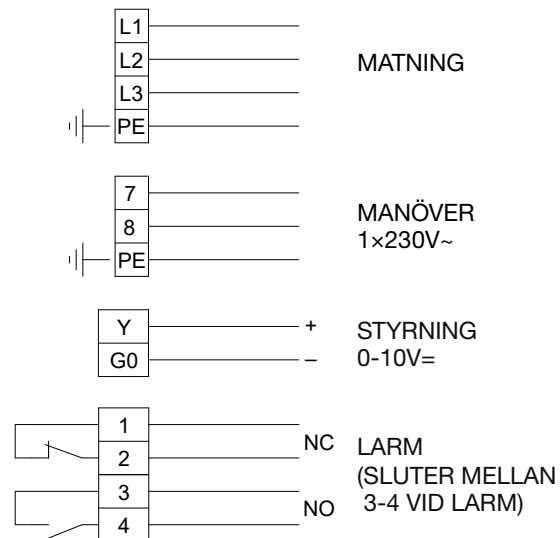 L1
L2
L3
PE
MATNING
7
8
PE
MANÖVER
1×230V~
Y
+
G0
–
STYRNING
0-10V=
1
2
NC
3
4
NO
LARM
(SLUTER MELLAN
3-4 VID LARM)